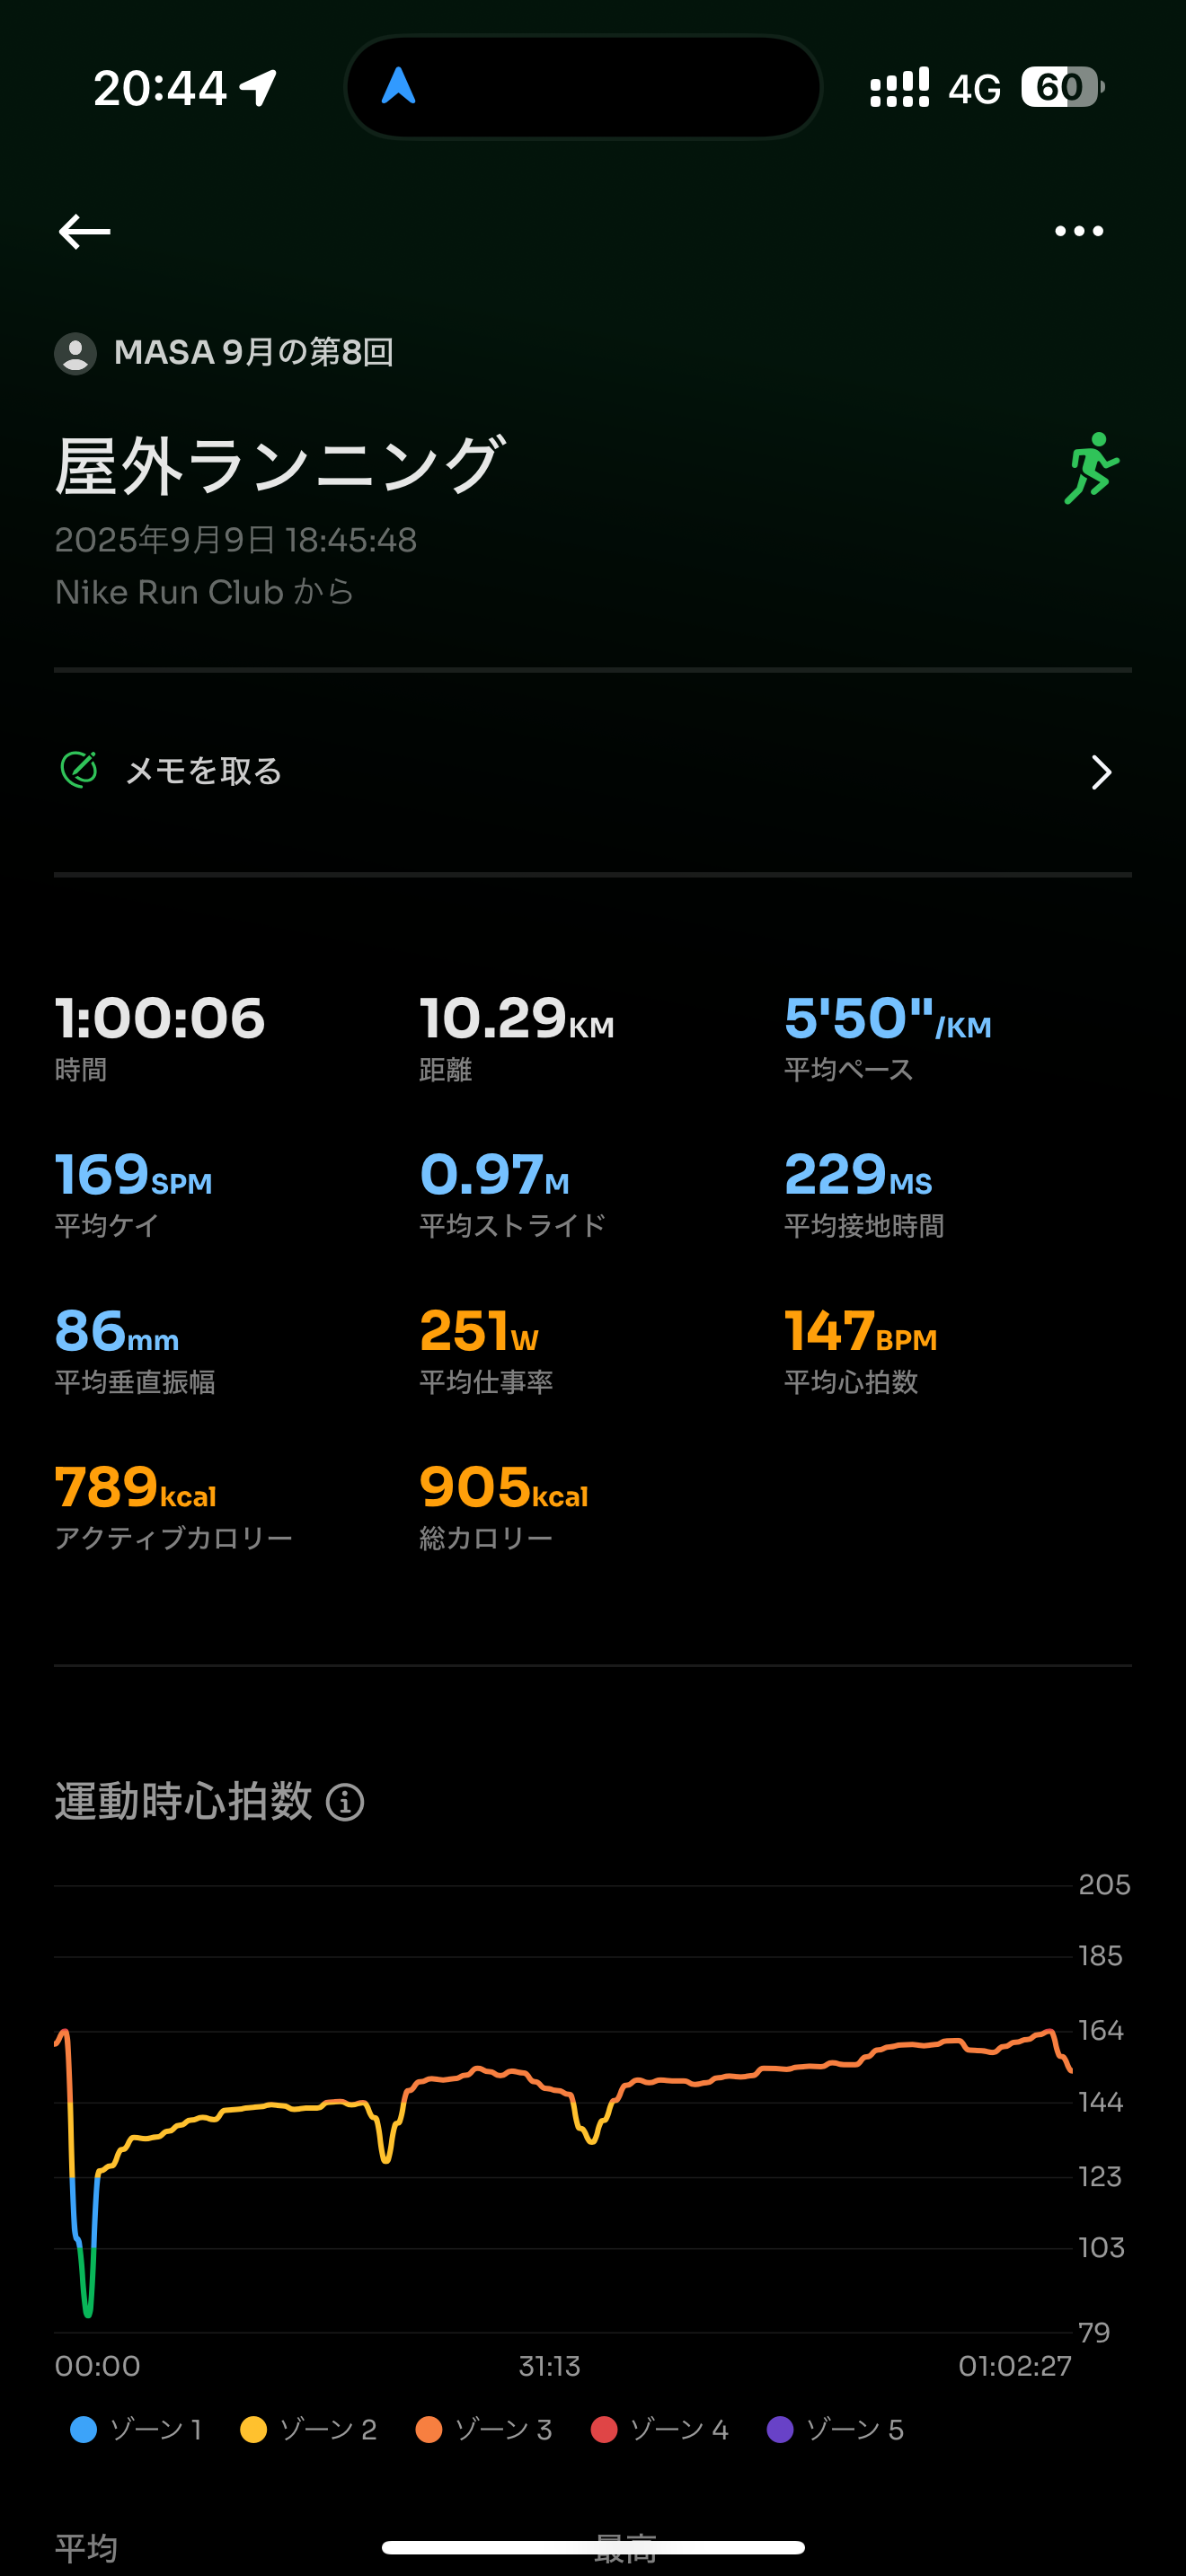 20:44 4G 60
MASA 9月の第8回
屋外ランニング
2025年9月9日 18:45:48
Nike Run Club から
メモを取る
1:00:06 10.29KM 5'50"/KM
時間 距離 平均ペース
169SPM 0.97M 229MS
平均ケイ 平均ストライド 平均接地時間
86mm 251W 147BPM
平均垂直振幅 平均仕事率 平均心拍数
789kcal 905kcal
アクティブカロリー 総カロリー
運動時心拍数
205
185
164
144
123
103
79
00:00 31:13 01:02:27
ゾーン 1 ゾーン 2 ゾーン 3 ゾーン 4 ゾーン 5
平均 最高